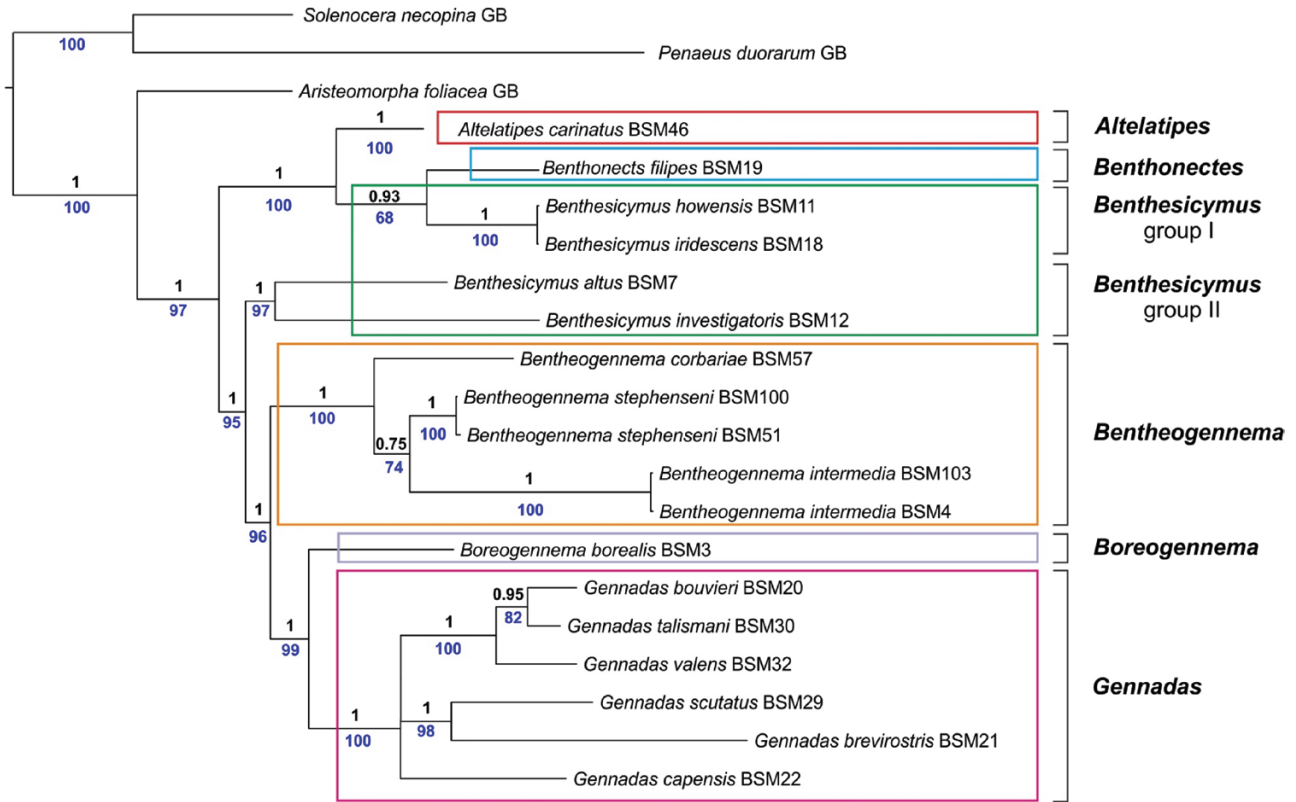 Solenocera necopina GB
100
Penaeus duorarum GB
Aristeomorpha foliacea GB
1
100
1
Altelatipes carinatus BSM46
Altelatipes
100
1
100
Benthonects filipes BSM19
Benthonectes
0.93
68
Benthesicymus howensis BSM11
Benthesicymus
group I
1
100
Benthesicymus iridescens BSM18
1
97
1
97
Benthesicymus altus BSM7
Benthesicymus
group II
Benthesicymus investigatoris BSM12
Bentheogennema corbariae BSM57
1
95
1
100
1
100
Bentheogennema stephenseni BSM100
Bentheogennema stephenseni BSM51
Bentheogennema
0.75
74
1
100
Bentheogennema intermedia BSM103
Bentheogennema intermedia BSM4
1
96
Boreogennema borealis BSM3
Boreogennema
0.95
82
Gennadas bouvieri BSM20
Gennadas talismani BSM30
1
99
1
100
Gennadas valens BSM32
Gennadas
1
98
Gennadas scutatus BSM29
1
100
Gennadas brevirostris BSM21
Gennadas capensis BSM22